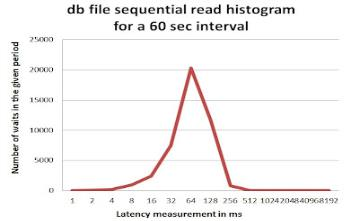 db file sequential read histogram
for a 60 sec interval
Number of waits in the given period
25000
20000
15000
10000
5000
0
1 2 4 8 16 32 64 128 256 512 1024 2048 4096 8192
Latency measurement in ms